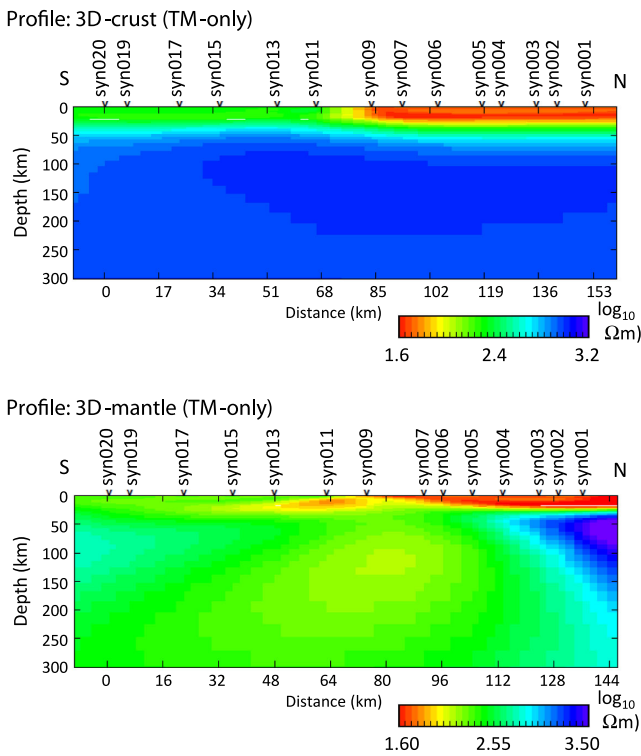 Profile: 3D-crust (TM-only)
S
syn020
syn019
syn017
syn015
syn013
syn011
syn009
syn007
syn006
syn005
syn004
syn003
syn002
syn001
N
Depth (km)
0
50
100
150
200
250
300
0 17 34 51 68 85 102 119 136 153
Distance (km)
log10
Ωm)
1.6 2.4 3.2
Profile: 3D-mantle (TM-only)
S
syn020
syn019
syn017
syn015
syn013
syn011
syn009
syn007
syn006
syn005
syn004
syn003
syn002
syn001
N
Depth (km)
0
50
100
150
200
250
300
0 16 32 48 64 80 96 112 128 144
Distance (km)
log10
Ωm)
1.60 2.55 3.50